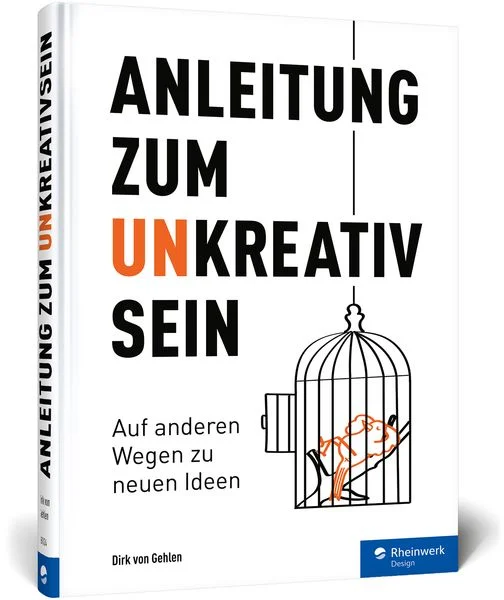 ANLEITUNG
ZUM
UNKREATIV
SEIN
Auf anderen
Wegen zu
neuen Ideen
Dirk von Gehlen
Rheinwerk
Design
ANLEITUNG ZUM UNKREATIVSEIN